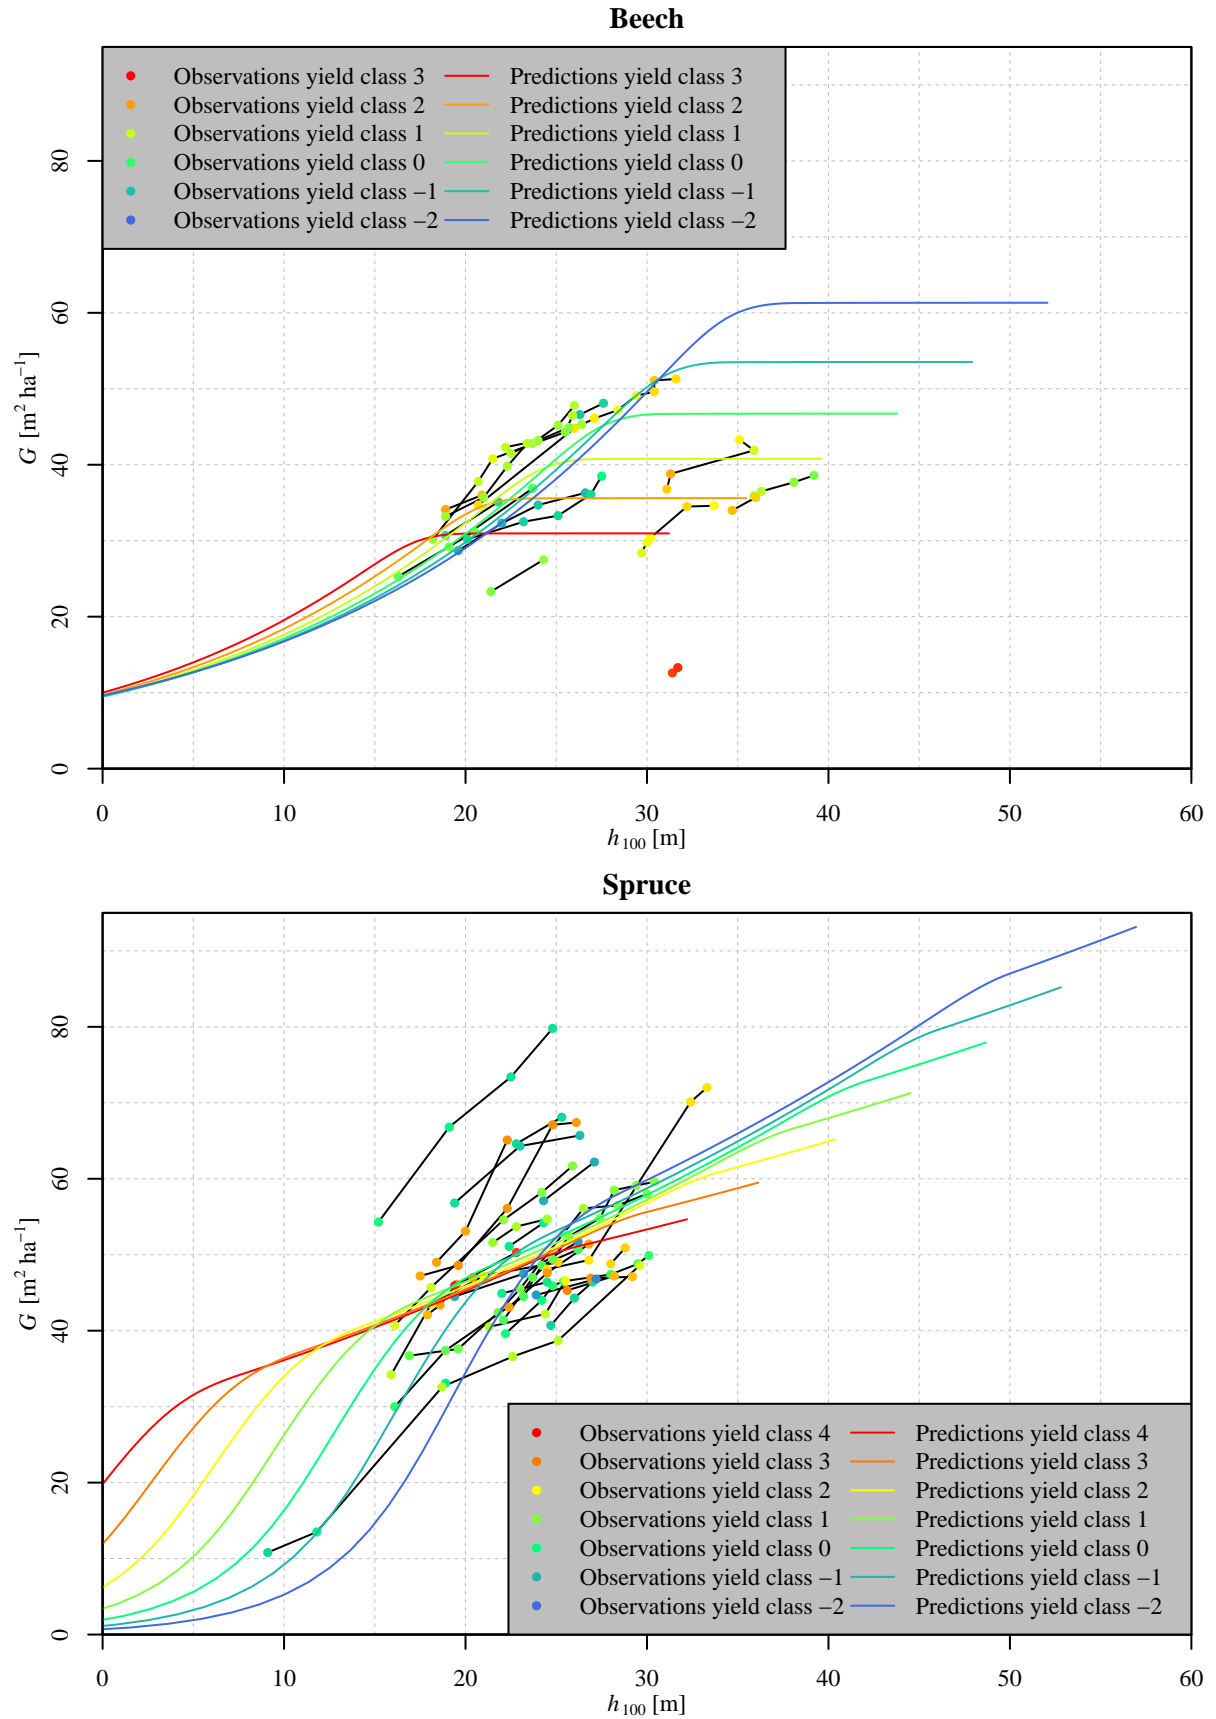 Beech
Observations yield class 3 Predictions yield class 3
Observations yield class 2 Predictions yield class 2
Observations yield class 1 Predictions yield class 1
Observations yield class 0 Predictions yield class 0
Observations yield class −1 Predictions yield class −1
Observations yield class −2 Predictions yield class −2
80
60
40
20
0
G [m² ha⁻¹]
0 10 20 30 40 50 60
h₁₀₀ [m]
Spruce
80
60
40
20
0
G [m² ha⁻¹]
Observations yield class 4 Predictions yield class 4
Observations yield class 3 Predictions yield class 3
Observations yield class 2 Predictions yield class 2
Observations yield class 1 Predictions yield class 1
Observations yield class 0 Predictions yield class 0
Observations yield class −1 Predictions yield class −1
Observations yield class −2 Predictions yield class −2
0 10 20 30 40 50 60
h₁₀₀ [m]